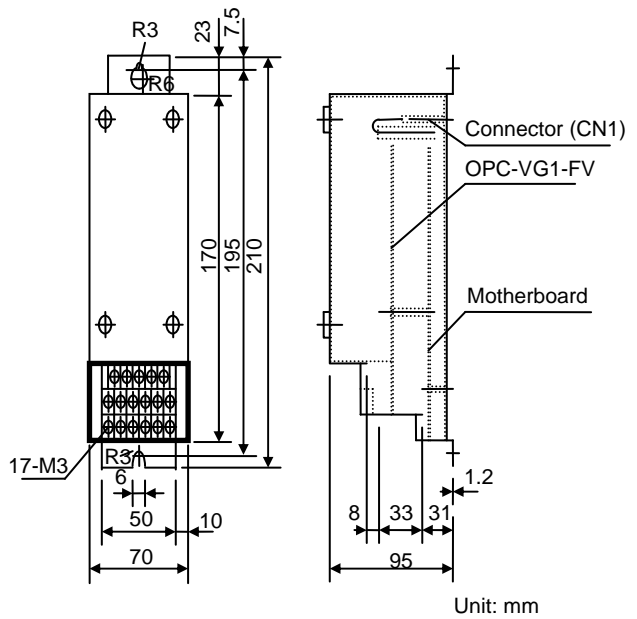 R3
23
7.5
R6
170
195
210
Connector (CN1)
OPC-VG1-FV
Motherboard
17-M3
R3
6
50
10
70
8
33
31
1.2
95
Unit: mm